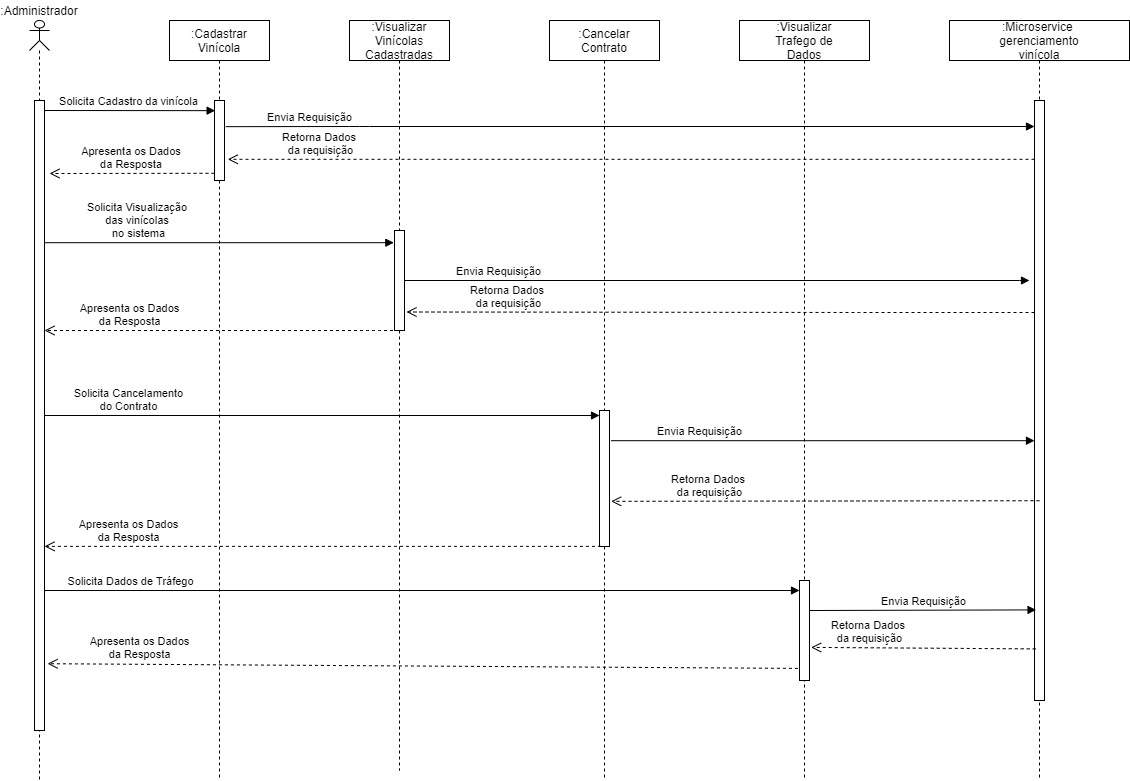 :Administrador
:Cadastrar
Vinícola
:Visualizar
Vinícolas
Cadastradas
:Cancelar
Contrato
:Visualizar
Trafego de
Dados
:Microservice
gerenciamento
vinícola
Solicita Cadastro da vinícola
Envia Requisição
Retorna Dados
da requisição
Apresenta os Dados
da Resposta
Solicita Visualização
das vinícolas
no sistema
Envia Requisição
Retorna Dados
da requisição
Apresenta os Dados
da Resposta
Solicita Cancelamento
do Contrato
Envia Requisição
Retorna Dados
da requisição
Apresenta os Dados
da Resposta
Solicita Dados de Tráfego
Envia Requisição
Retorna Dados
da requisição
Apresenta os Dados
da Resposta